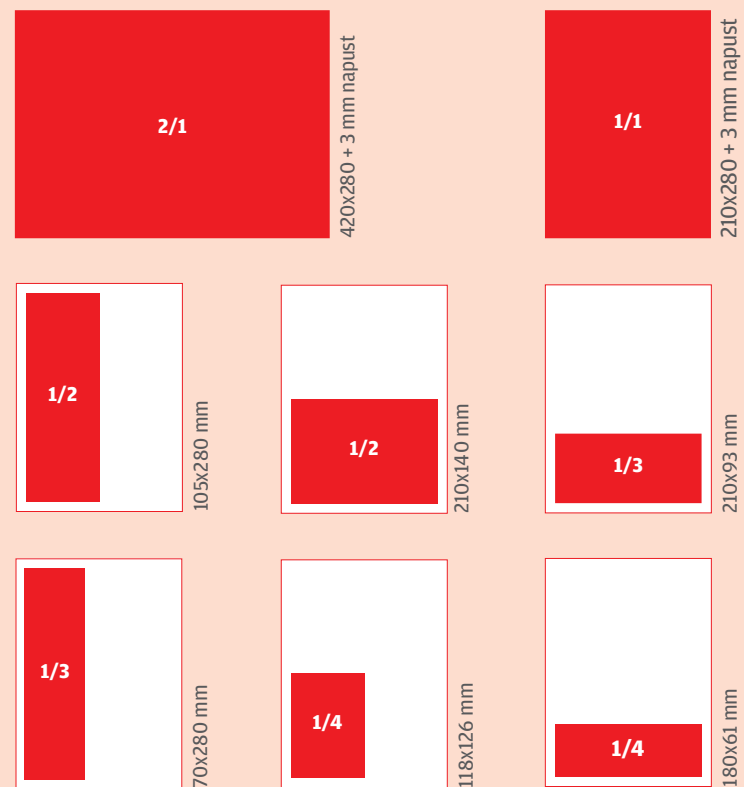 2/1
420x280 + 3 mm napust
1/1
210x280 + 3 mm napust
1/2
105x280 mm
1/2
210x140 mm
1/3
210x93 mm
1/3
70x280 mm
1/4
118x126 mm
1/4
180x61 mm